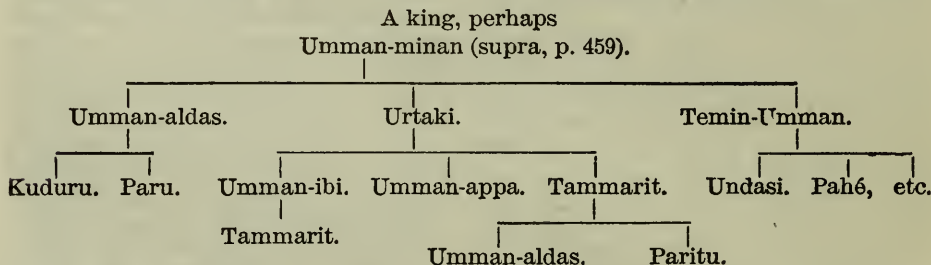 A king, perhaps
Umman-minan (supra, p. 459).
Umman-aldas. Urtaki. Temin-Umman.
Kuduru. Paru. Umman-ibi. Umman-appa. Tammarit. Undasi. Pahé, etc.
Tammarit.
Umman-aldas. Paritu.